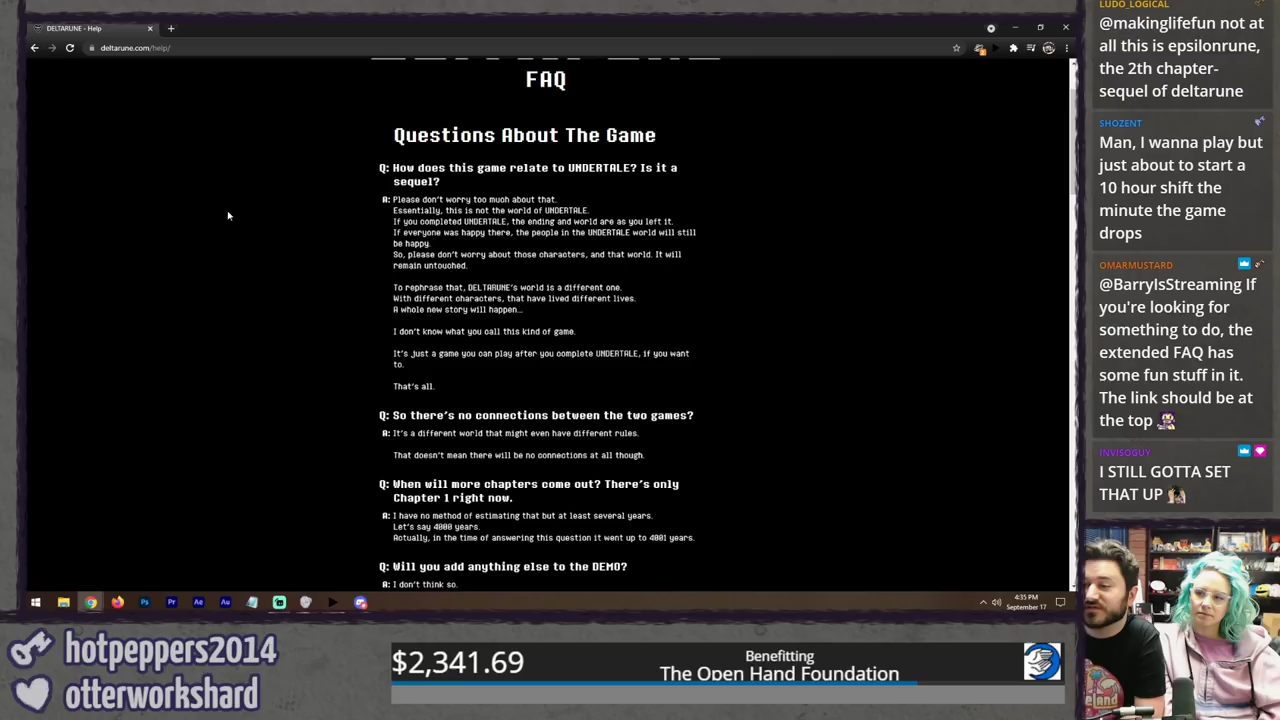 DELTARUNE - Help
deltarune.com/help/
FAQ
Questions About The Game
Q: How does this game relate to UNDERTALE? Is it a
sequel?
A: Please don't worry too much about that.
Essentially, this is not the world of UNDERTALE.
If you completed UNDERTALE, the ending and world are as you left it.
If everyone was happy there, the people in the UNDERTALE world will still
be happy.
So, please don't worry about those characters, and that world. It will
remain untouched.
To rephrase that, DELTARUNE's world is a different one.
With different characters, that have lived different lives.
A whole new story will happen...
I don't know what you call this kind of game.
It's just a game you can play after you complete UNDERTALE, if you want
to.
That's all.
Q: So there's no connections between the two games?
A: It's a different world that might even have different rules.
That doesn't mean there will be no connections at all though.
Q: When will more chapters come out? There's only
Chapter 1 right now.
A: I have no method of estimating that but at least several years.
Let's say 4000 years.
Actually, in the time of answering this question it went up to 4001 years.
Q: Will you add anything else to the DEMO?
A: I don't think so.
Ps
Pr
Ae
Au
4:35 PM
September 17
LUDO_LOGICAL
@makinglifefun not at
all this is epsilonrune,
the 2th chapter-
sequel of deltarune
SHOZENT
Man, I wanna play but
just about to start a
10 hour shift the
minute the game
drops
OMARMUSTARD
@BarryIsStreaming If
you're looking for
something to do, the
extended FAQ has
some fun stuff in it.
The link should be at
the top
INVISOGUY
I STILL GOTTA SET
THAT UP
hotpeppers2014
otterworkshard
$2,341.69
Benefitting
The Open Hand Foundation